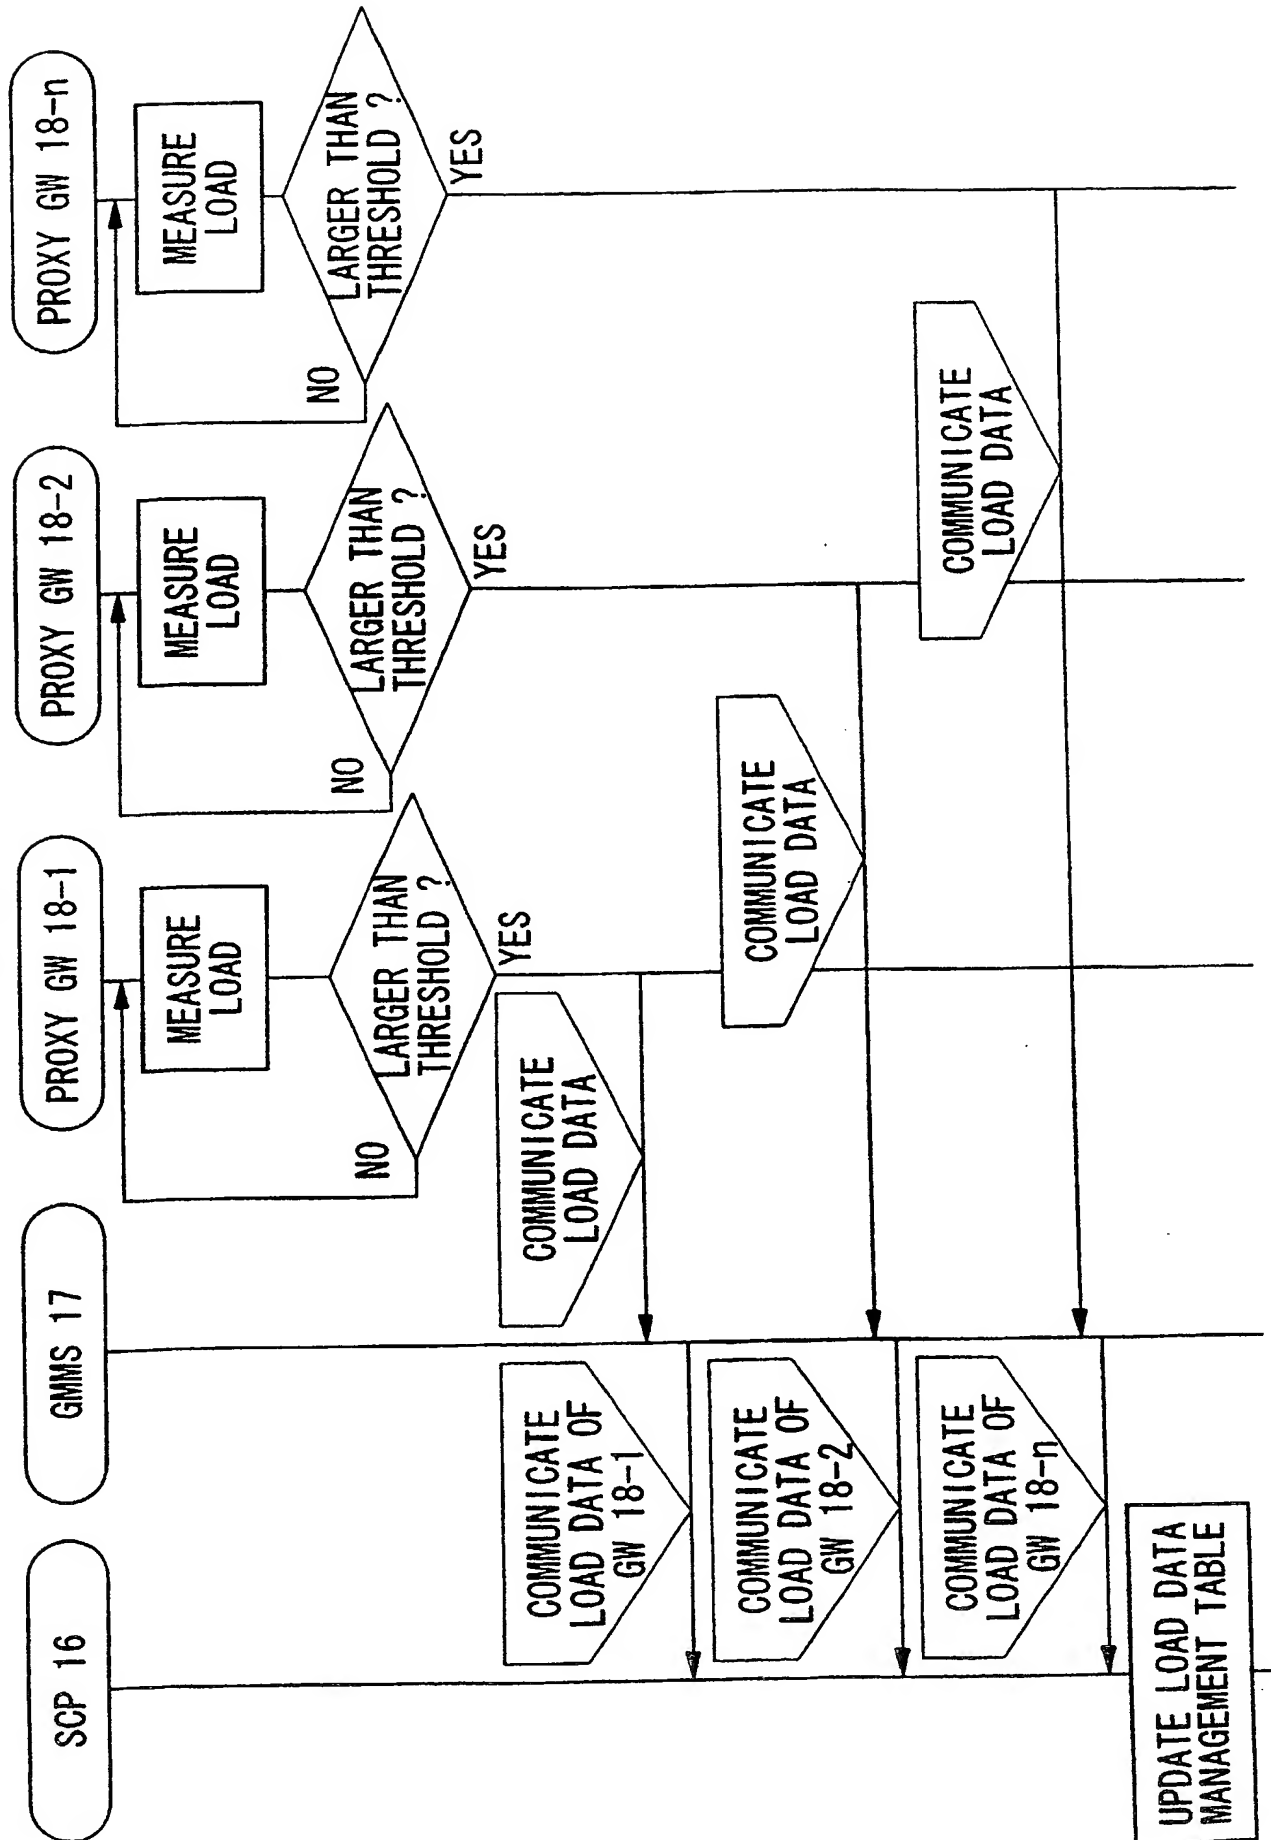 SCP 16
GMMS 17
PROXY GW 18-1
PROXY GW 18-2
PROXY GW 18-n
MEASURE
LOAD
MEASURE
LOAD
MEASURE
LOAD
NO
LARGER THAN
THRESHOLD ?
YES
NO
LARGER THAN
THRESHOLD ?
YES
NO
LARGER THAN
THRESHOLD ?
YES
COMMUNICATE
LOAD DATA
COMMUNICATE
LOAD DATA OF
GW 18-1
COMMUNICATE
LOAD DATA
COMMUNICATE
LOAD DATA OF
GW 18-2
COMMUNICATE
LOAD DATA
COMMUNICATE
LOAD DATA OF
GW 18-n
UPDATE LOAD DATA
MANAGEMENT TABLE